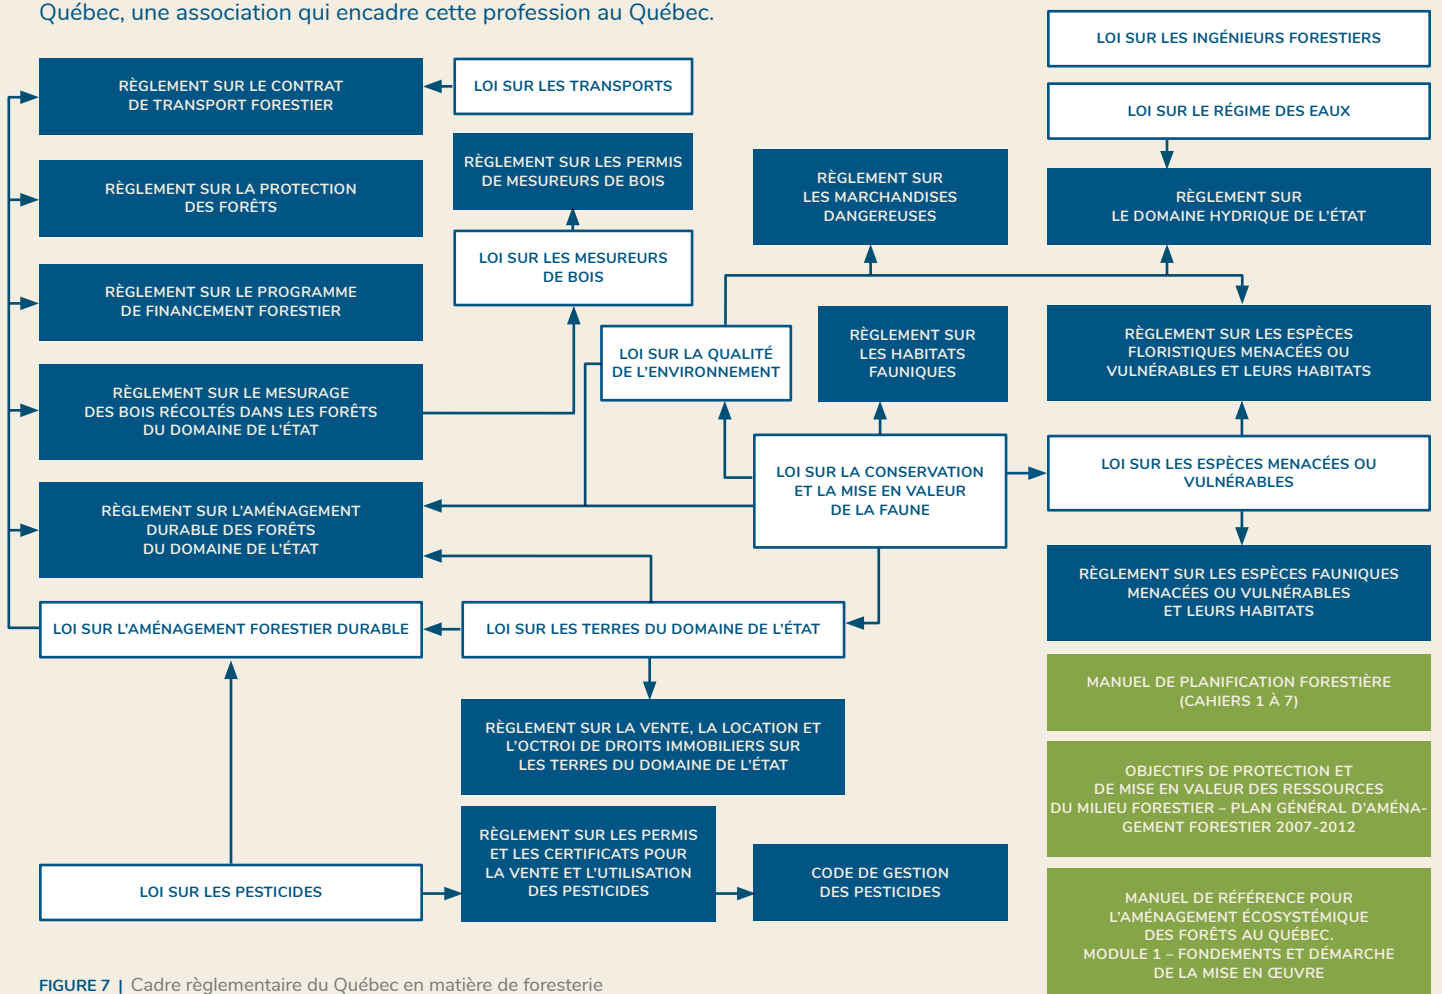 Québec, une association qui encadre cette profession au Québec.
LOI SUR LES INGÉNIEURS FORESTIERS
RÈGLEMENT SUR LE CONTRAT
DE TRANSPORT FORESTIER
LOI SUR LES TRANSPORTS
LOI SUR LE RÉGIME DES EAUX
RÈGLEMENT SUR LES PERMIS
DE MESUREURS DE BOIS
RÈGLEMENT SUR
LES MARCHANDISES
DANGEREUSES
RÈGLEMENT SUR
LE DOMAINE HYDRIQUE DE L'ÉTAT
RÈGLEMENT SUR LA PROTECTION
DES FORÊTS
LOI SUR LES MESUREURS
DE BOIS
RÈGLEMENT SUR LE PROGRAMME
DE FINANCEMENT FORESTIER
LOI SUR LA QUALITÉ
DE L'ENVIRONNEMENT
RÈGLEMENT SUR
LES HABITATS
FAUNIQUES
RÈGLEMENT SUR LES ESPÈCES
FLORISTIQUES MENACÉES OU
VULNÉRABLES ET LEURS HABITATS
RÈGLEMENT SUR LE MESURAGE
DES BOIS RÉCOLTÉS DANS LES FORÊTS
DU DOMAINE DE L'ÉTAT
LOI SUR LA CONSERVATION
ET LA MISE EN VALEUR
DE LA FAUNE
LOI SUR LES ESPÈCES MENACÉES OU
VULNÉRABLES
RÈGLEMENT SUR L'AMÉNAGEMENT
DURABLE DES FORÊTS
DU DOMAINE DE L'ÉTAT
RÈGLEMENT SUR LES ESPÈCES FAUNIQUES
MENACÉES OU VULNÉRABLES
ET LEURS HABITATS
LOI SUR L'AMÉNAGEMENT FORESTIER DURABLE
LOI SUR LES TERRES DU DOMAINE DE L'ÉTAT
MANUEL DE PLANIFICATION FORESTIÈRE
(CAHIERS 1 À 7)
RÈGLEMENT SUR LA VENTE, LA LOCATION ET
L'OCTROI DE DROITS IMMOBILIERS SUR
LES TERRES DU DOMAINE DE L'ÉTAT
OBJECTIFS DE PROTECTION ET
DE MISE EN VALEUR DES RESSOURCES
DU MILIEU FORESTIER – PLAN GÉNÉRAL D'AMÉNA-
GEMENT FORESTIER 2007-2012
LOI SUR LES PESTICIDES
RÈGLEMENT SUR LES PERMIS
ET LES CERTIFICATS POUR
LA VENTE ET L'UTILISATION
DES PESTICIDES
CODE DE GESTION
DES PESTICIDES
MANUEL DE RÉFÉRENCE POUR
L'AMÉNAGEMENT ÉCOSYSTÉMIQUE
DES FORÊTS AU QUÉBEC.
MODULE 1 – FONDEMENTS ET DÉMARCHE
DE LA MISE EN ŒUVRE
FIGURE 7 | Cadre règlementaire du Québec en matière de foresterie